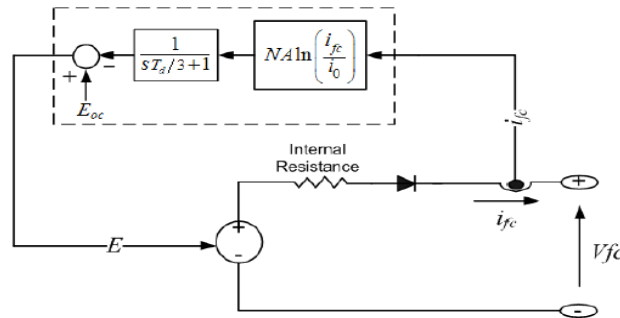 1
sT_d/3+1
NA ln(i_fc/i_0)
+
−
E_oc
i_fc
Internal
Resistance
+
i_fc
E
+
-
Vfc
-